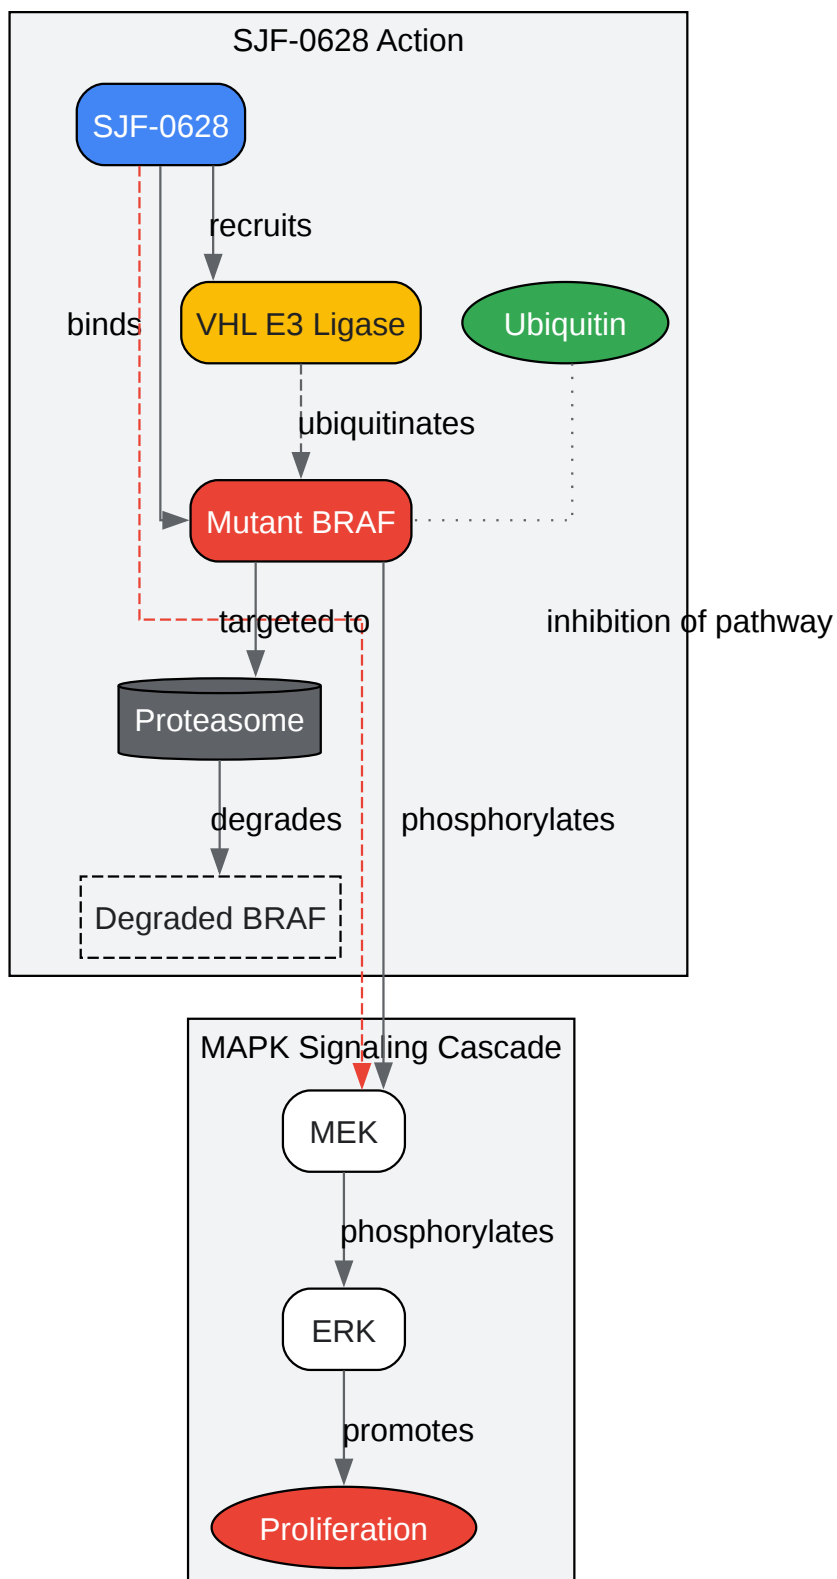 SJF-0628 Action
SJF-0628
recruits
binds
VHL E3 Ligase
Ubiquitin
ubiquitinates
Mutant BRAF
targeted to
inhibition of pathway
Proteasome
degrades
phosphorylates
Degraded BRAF
MAPK Signaling Cascade
MEK
phosphorylates
ERK
promotes
Proliferation